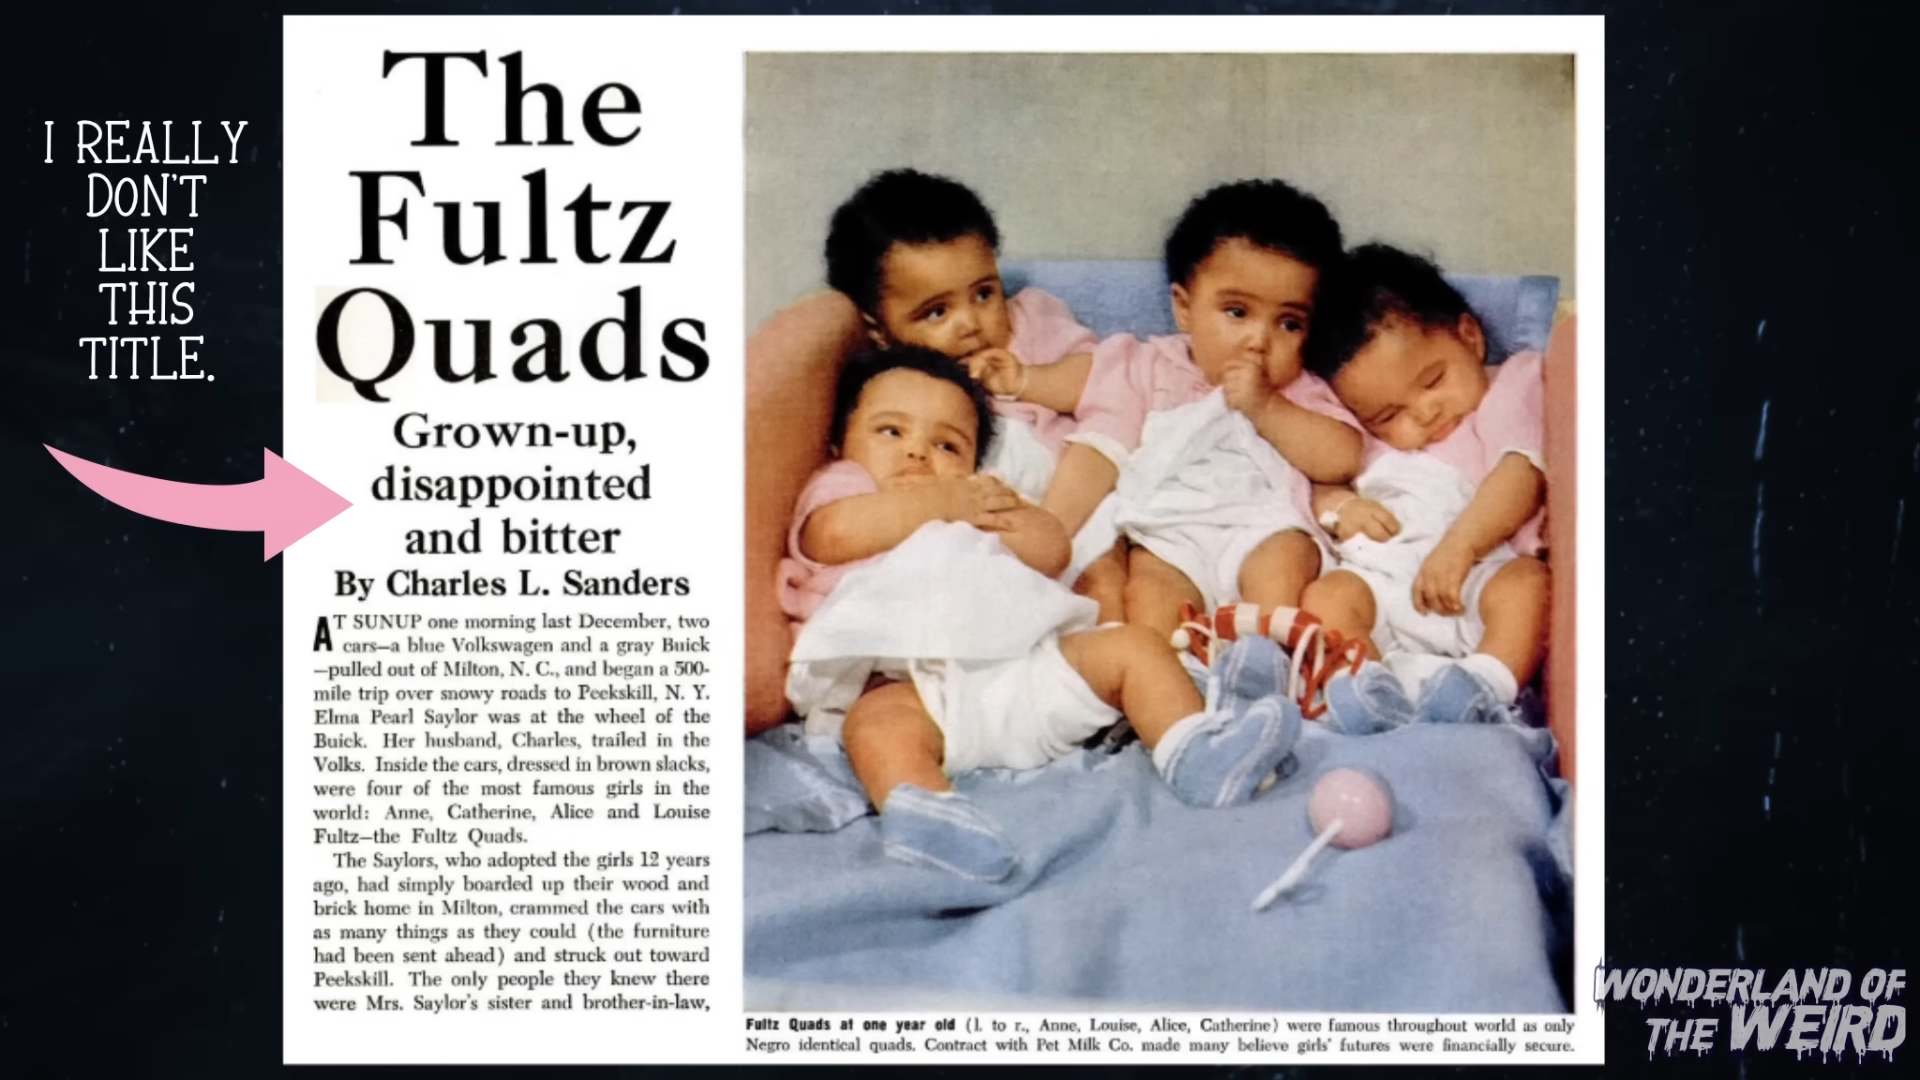 I REALLY
DON'T
LIKE
THIS
TITLE.
The
Fultz
Quads
Grown-up,
disappointed
and bitter
By Charles L. Sanders
AT SUNUP one morning last December, two
cars—a blue Volkswagen and a gray Buick
—pulled out of Milton, N. C., and began a 500-
mile trip over snowy roads to Peekskill, N. Y.
Elma Pearl Saylor was at the wheel of the
Buick. Her husband, Charles, trailed in the
Volks. Inside the cars, dressed in brown slacks,
were four of the most famous girls in the
world: Anne, Catherine, Alice and Louise
Fultz—the Fultz Quads.
The Saylors, who adopted the girls 12 years
ago, had simply boarded up their wood and
brick home in Milton, crammed the cars with
as many things as they could (the furniture
had been sent ahead) and struck out toward
Peekskill. The only people they knew there
were Mrs. Saylor's sister and brother-in-law,
Fultz Quads at one year old (l. to r., Anne, Louise, Alice, Catherine) were famous throughout world as only
Negro identical quads. Contract with Pet Milk Co. made many believe girls' futures were financially secure.
WONDERLAND OF
THE WEIRD